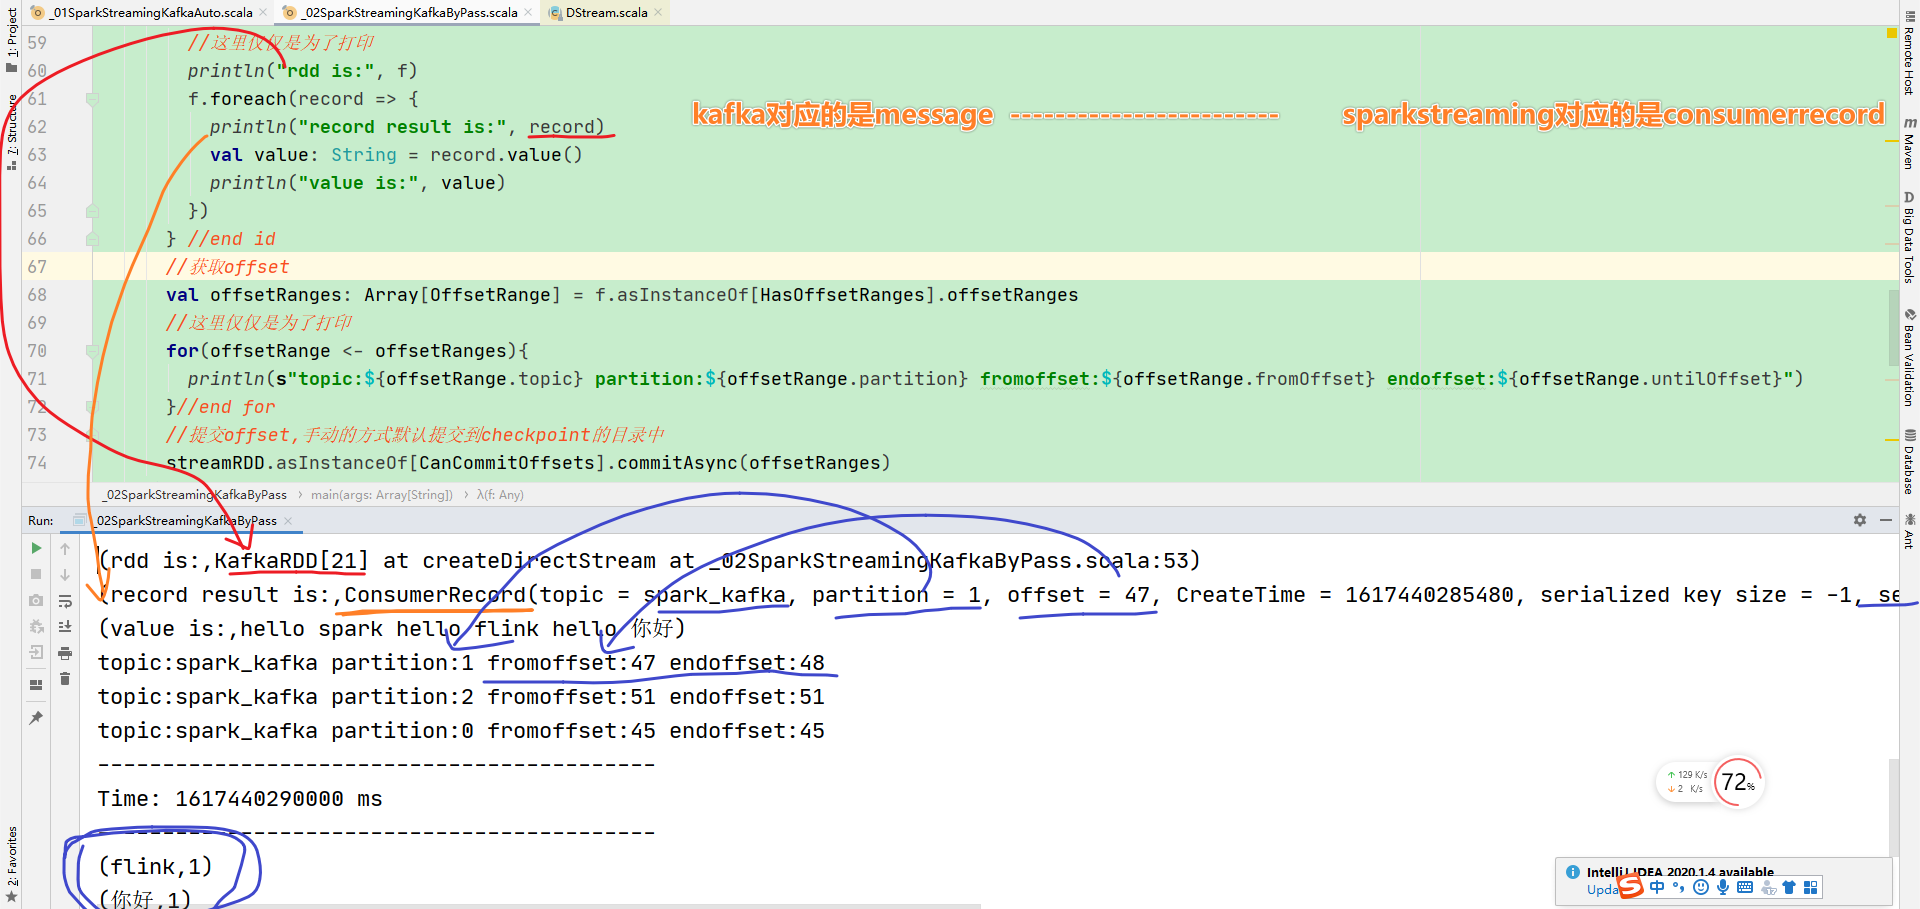 _01SparkStreamingKafkaAuto.scala
_02SparkStreamingKafkaByPass.scala
DStream.scala
1: Project
7: Structure
2: Favorites
59 //这里仅仅是为了打印
60 println("rdd is:", f)
61 f.foreach(record => {
62 println("record result is:", record)
63 val value: String = record.value()
64 println("value is:", value)
65 })
66 } //end id
67 //获取offset
68 val offsetRanges: Array[OffsetRange] = f.asInstanceOf[HasOffsetRanges].offsetRanges
69 //这里仅仅是为了打印
70 for(offsetRange <- offsetRanges){
71 println(s"topic:${offsetRange.topic} partition:${offsetRange.partition} fromoffset:${offsetRange.fromOffset} endoffset:${offsetRange.untilOffset}")
72 }//end for
73 //提交offset,手动的方式默认提交到checkpoint的目录中
74 streamRDD.asInstanceOf[CanCommitOffsets].commitAsync(offsetRanges)
kafka对应的是message ------------------------ sparkstreaming对应的是consumerrecord
Remote Host
m Maven
D Big Data Tools
Bean Validation
Database
Ant
_02SparkStreamingKafkaByPass › main(args: Array[String]) › λ(f: Any)
Run: _02SparkStreamingKafkaByPass
(rdd is:,KafkaRDD[21] at createDirectStream at _02SparkStreamingKafkaByPass.scala:53)
(record result is:,ConsumerRecord(topic = spark_kafka, partition = 1, offset = 47, CreateTime = 1617440285480, serialized key size = -1, se
(value is:,hello spark hello flink hello 你好)
topic:spark_kafka partition:1 fromoffset:47 endoffset:48
topic:spark_kafka partition:2 fromoffset:51 endoffset:51
topic:spark_kafka partition:0 fromoffset:45 endoffset:45
-------------------------------------------
Time: 1617440290000 ms
-------------------------------------------
(flink,1)
(你好,1)
↑ 129 K/s
↓ 2 K/s
72%
IntelliJ IDEA 2020.1.4 available
Upda
S 中